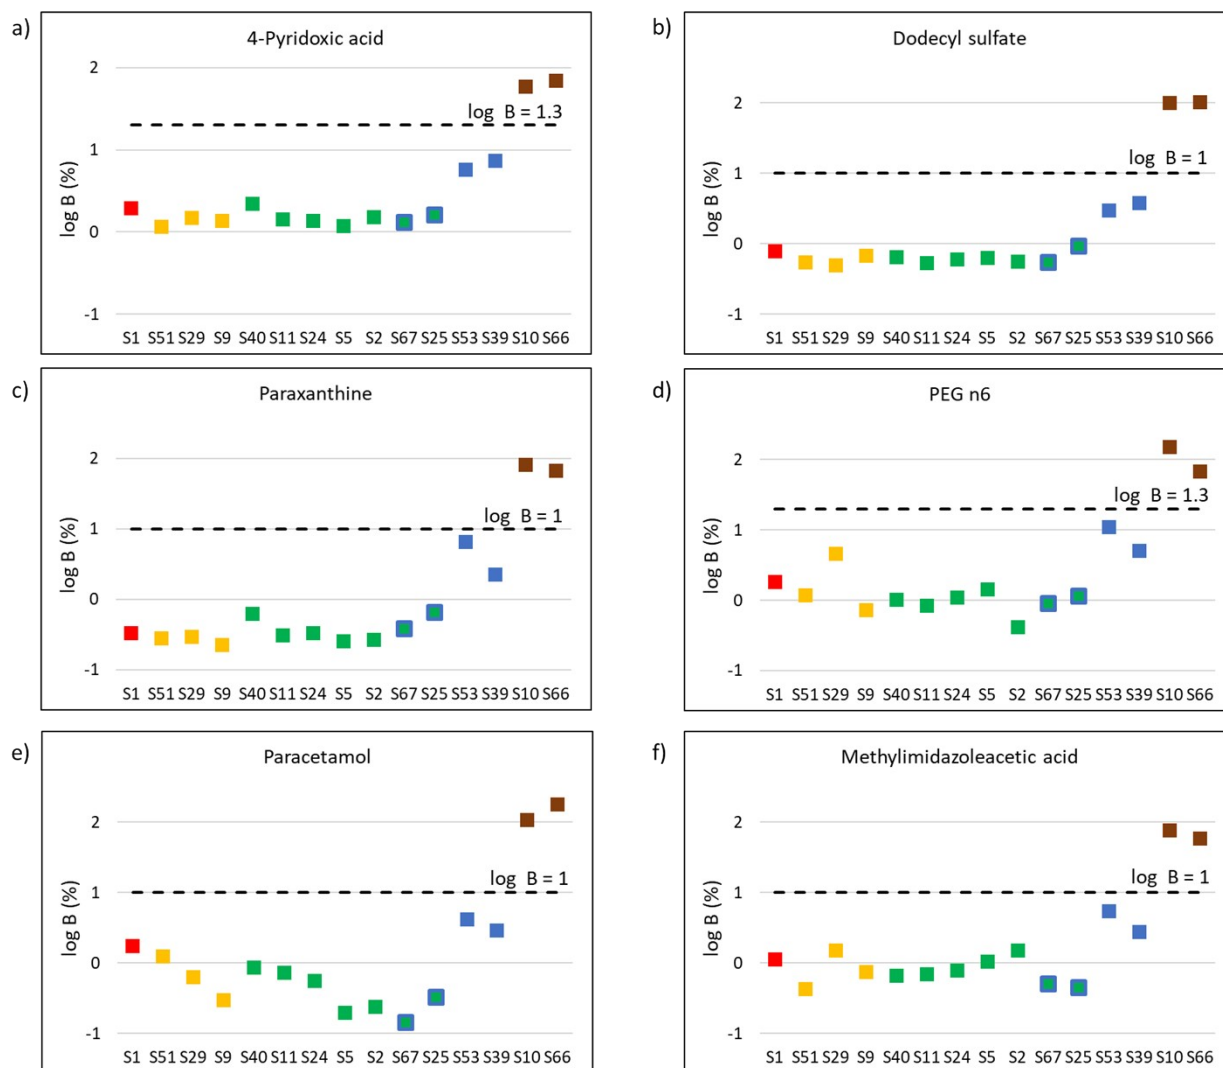 a)
4-Pyridoxic acid
log B (%)
2
log B = 1.3
1
0
-1
S1 S51 S29 S9 S40 S11 S24 S5 S2 S67 S25 S53 S39 S10 S66
b)
Dodecyl sulfate
log B (%)
2
log B = 1
1
0
-1
S1 S51 S29 S9 S40 S11 S24 S5 S2 S67 S25 S53 S39 S10 S66
c)
Paraxanthine
log B (%)
2
log B = 1
1
0
-1
S1 S51 S29 S9 S40 S11 S24 S5 S2 S67 S25 S53 S39 S10 S66
d)
PEG n6
log B (%)
2
log B = 1.3
1
0
-1
S1 S51 S29 S9 S40 S11 S24 S5 S2 S67 S25 S53 S39 S10 S66
e)
Paracetamol
log B (%)
2
log B = 1
1
0
-1
S1 S51 S29 S9 S40 S11 S24 S5 S2 S67 S25 S53 S39 S10 S66
f)
Methylimidazoleacetic acid
log B (%)
2
log B = 1
1
0
-1
S1 S51 S29 S9 S40 S11 S24 S5 S2 S67 S25 S53 S39 S10 S66